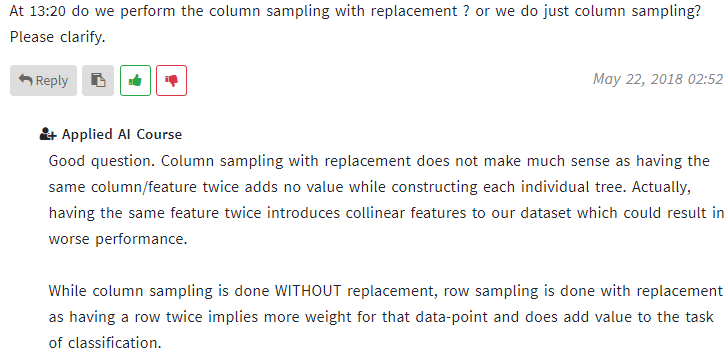 At 13:20 do we perform the column sampling with replacement ? or we do just column sampling?
Please clarify.
Reply
May 22, 2018 02:52
Applied AI Course
Good question. Column sampling with replacement does not make much sense as having the
same column/feature twice adds no value while constructing each individual tree. Actually,
having the same feature twice introduces collinear features to our dataset which could result in
worse performance.
While column sampling is done WITHOUT replacement, row sampling is done with replacement
as having a row twice implies more weight for that data-point and does add value to the task
of classification.